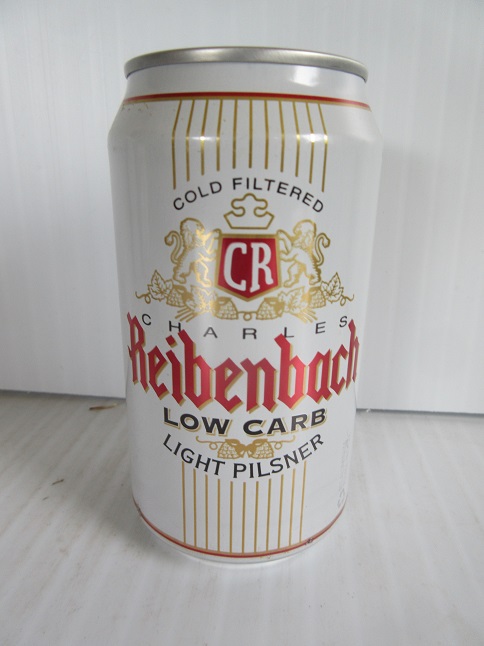 COLD FILTERED
CR
CHARLES
Reibenbach
LOW CARB
LIGHT PILSNER